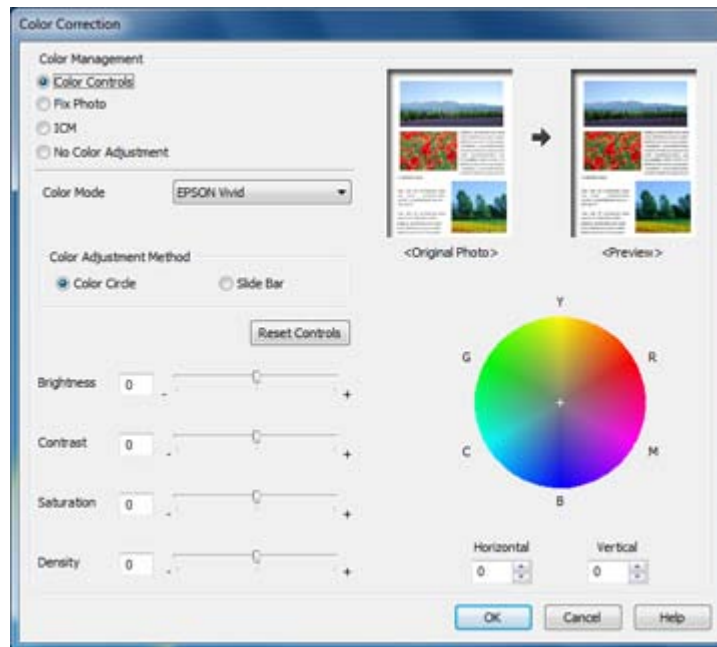 Color Correction
Color Management
Color Controls
Fix Photo
ICM
No Color Adjustment
Color Mode
EPSON Vivid
Color Adjustment Method
Color Circle
Slide Bar
Reset Controls
Brightness
0
-
+
Contrast
0
-
+
Saturation
0
-
+
Density
0
-
+
<Original Photo>
<Preview>
Y
G
R
C
M
B
Horizontal
Vertical
0
0
OK
Cancel
Help